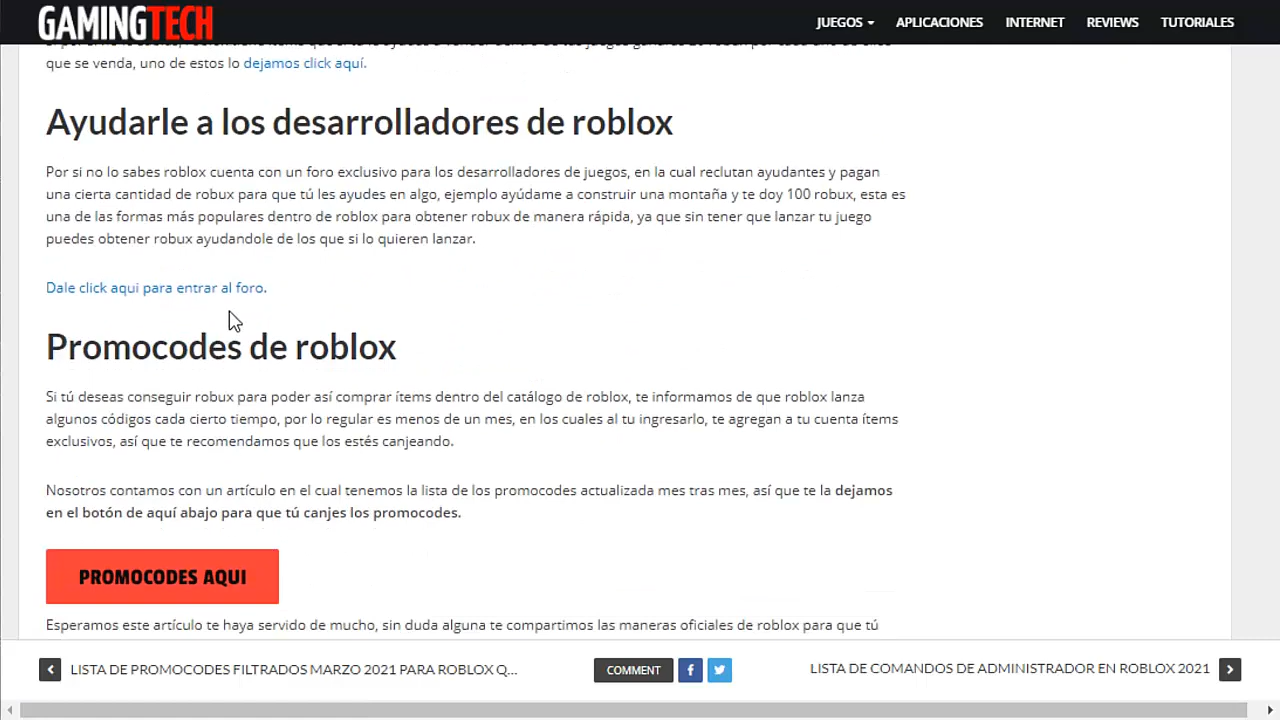 GAMINGTECH
JUEGOS APLICACIONES INTERNET REVIEWS TUTORIALES
que se venda, uno de estos lo dejamos click aquí.
Ayudarle a los desarrolladores de roblox
Por si no lo sabes roblox cuenta con un foro exclusivo para los desarrolladores de juegos, en la cual reclutan ayudantes y pagan
una cierta cantidad de robux para que tú les ayudes en algo, ejemplo ayúdame a construir una montaña y te doy 100 robux, esta es
una de las formas más populares dentro de roblox para obtener robux de manera rápida, ya que sin tener que lanzar tu juego
puedes obtener robux ayudandole de los que si lo quieren lanzar.
Dale click aqui para entrar al foro.
Promocodes de roblox
Si tú deseas conseguir robux para poder así comprar ítems dentro del catálogo de roblox, te informamos de que roblox lanza
algunos códigos cada cierto tiempo, por lo regular es menos de un mes, en los cuales al tu ingresarlo, te agregan a tu cuenta ítems
exclusivos, así que te recomendamos que los estés canjeando.
Nosotros contamos con un artículo en el cual tenemos la lista de los promocodes actualizada mes tras mes, así que te la dejamos
en el botón de aquí abajo para que tú canjes los promocodes.
PROMOCODES AQUI
Esperamos este artículo te haya servido de mucho, sin duda alguna te compartimos las maneras oficiales de roblox para que tú
LISTA DE PROMOCODES FILTRADOS MARZO 2021 PARA ROBLOX Q... COMMENT LISTA DE COMANDOS DE ADMINISTRADOR EN ROBLOX 2021